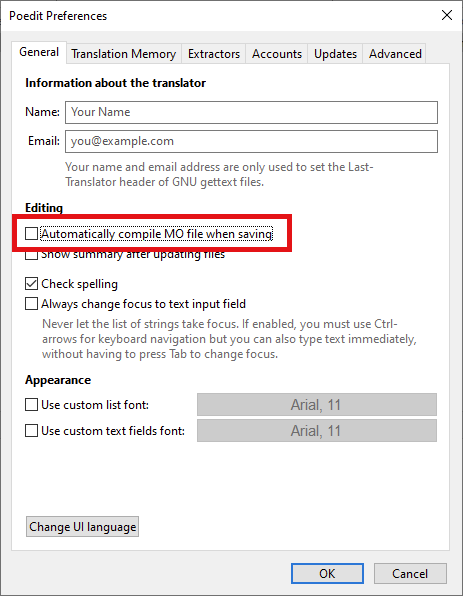 Poedit Preferences
General Translation Memory Extractors Accounts Updates Advanced
Information about the translator
Name: Your Name
Email: you@example.com
Your name and email address are only used to set the Last-
Translator header of GNU gettext files.
Editing
Automatically compile MO file when saving
Show summary after updating files
Check spelling
Always change focus to text input field
Never let the list of strings take focus. If enabled, you must use Ctrl-
arrows for keyboard navigation but you can also type text immediately,
without having to press Tab to change focus.
Appearance
Use custom list font: Arial, 11
Use custom text fields font: Arial, 11
Change UI language
OK Cancel